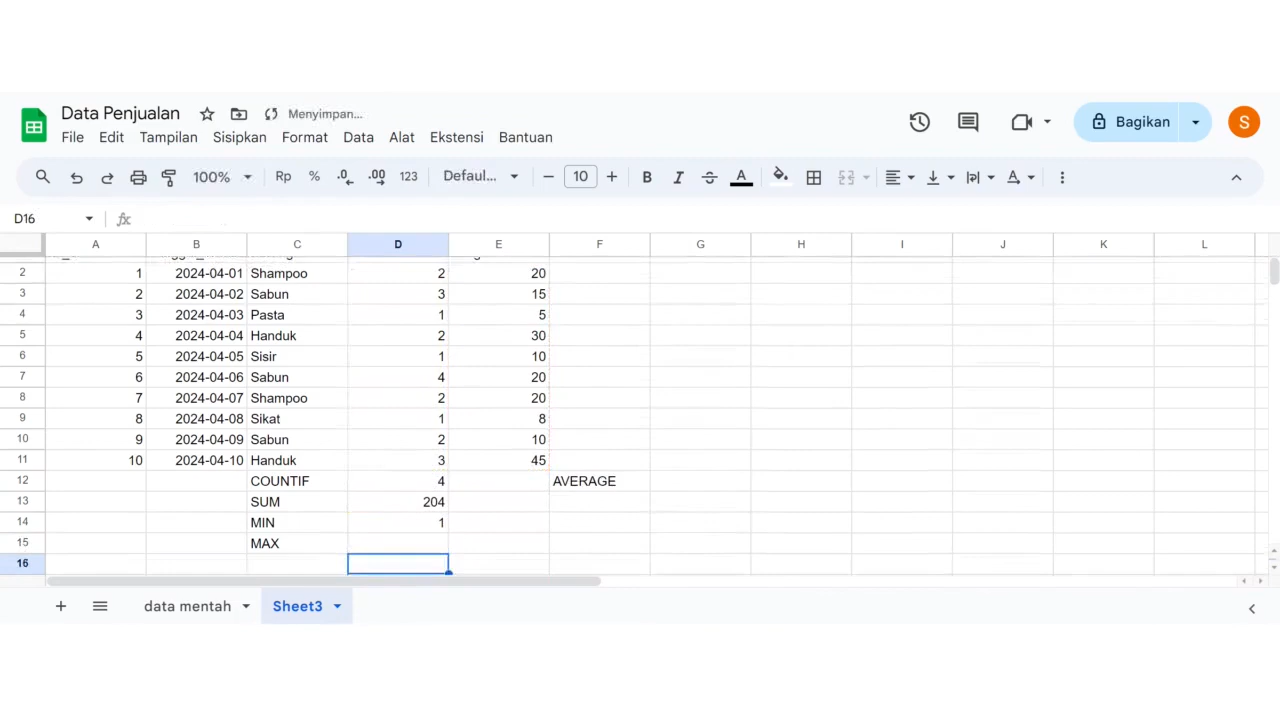 Data Penjualan Menyimpan...
File Edit Tampilan Sisipkan Format Data Alat Ekstensi Bantuan
Bagikan S
100% Rp % .0 .00 123 Defaul... 10 B I S A A
D16 fx
A B C D E F G H I J K L
2 1 2024-04-01 Shampoo 2 20
3 2 2024-04-02 Sabun 3 15
4 3 2024-04-03 Pasta 1 5
5 4 2024-04-04 Handuk 2 30
6 5 2024-04-05 Sisir 1 10
7 6 2024-04-06 Sabun 4 20
8 7 2024-04-07 Shampoo 2 20
9 8 2024-04-08 Sikat 1 8
10 9 2024-04-09 Sabun 2 10
11 10 2024-04-10 Handuk 3 45
12 COUNTIF 4 AVERAGE
13 SUM 204
14 MIN 1
15 MAX
16
data mentah Sheet3